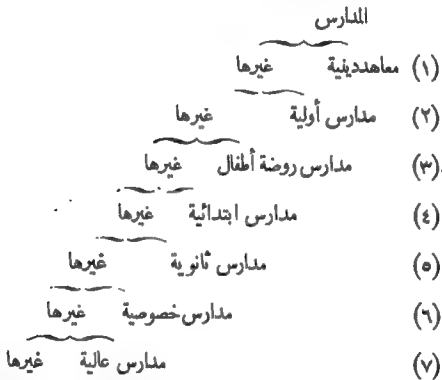 المدارس
(١) معاهد دينية غيرها
(٢) مدارس أولية غيرها
(٣) مدارس روضة أطفال غيرها
(٤) مدارس ابتدائية غيرها
(٥) مدارس ثانوية غيرها
(٦) مدارس خصوصية غيرها
(٧) مدارس عالية غيرها